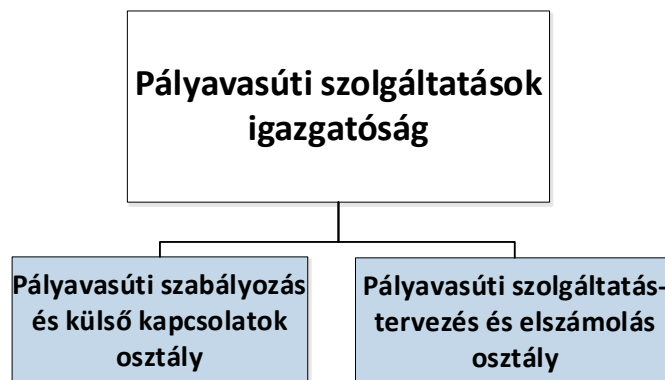 Pályavasúti szolgáltatások
igazgatóság
Pályavasúti szabályozás
és külső kapcsolatok
osztály
Pályavasúti szolgáltatás-
tervezés és elszámolás
osztály